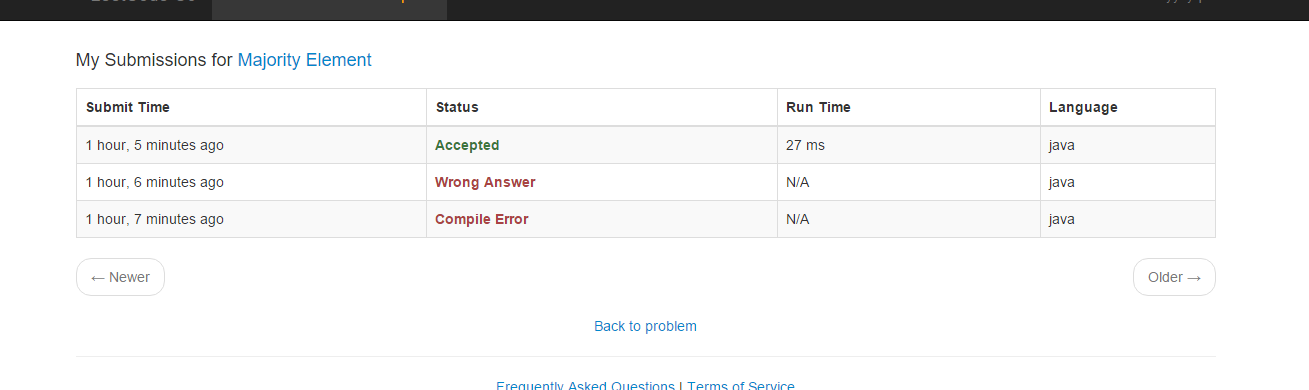 My Submissions for Majority Element
Submit Time Status Run Time Language
1 hour, 5 minutes ago Accepted 27 ms java
1 hour, 6 minutes ago Wrong Answer N/A java
1 hour, 7 minutes ago Compile Error N/A java
← Newer Older →
Back to problem
Frequently Asked Questions | Terms of Service